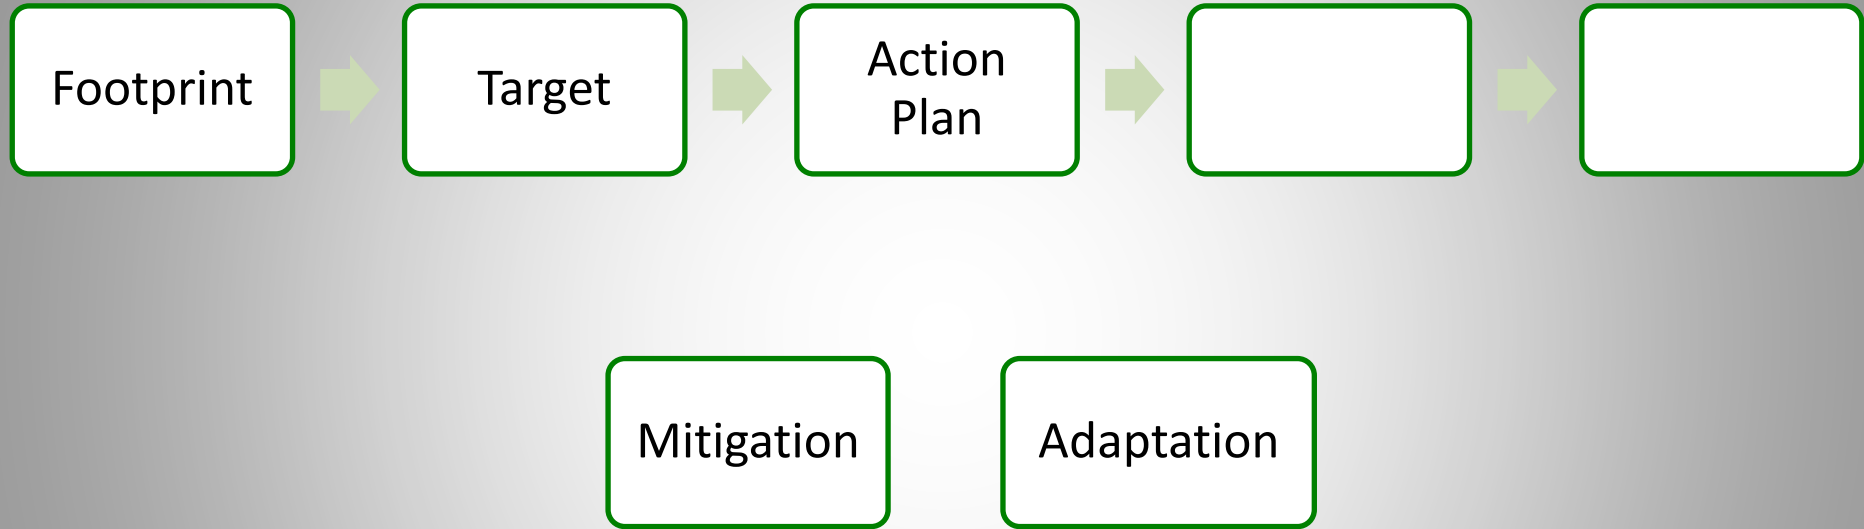 Footprint
Target
Action
Plan
Mitigation
Adaptation